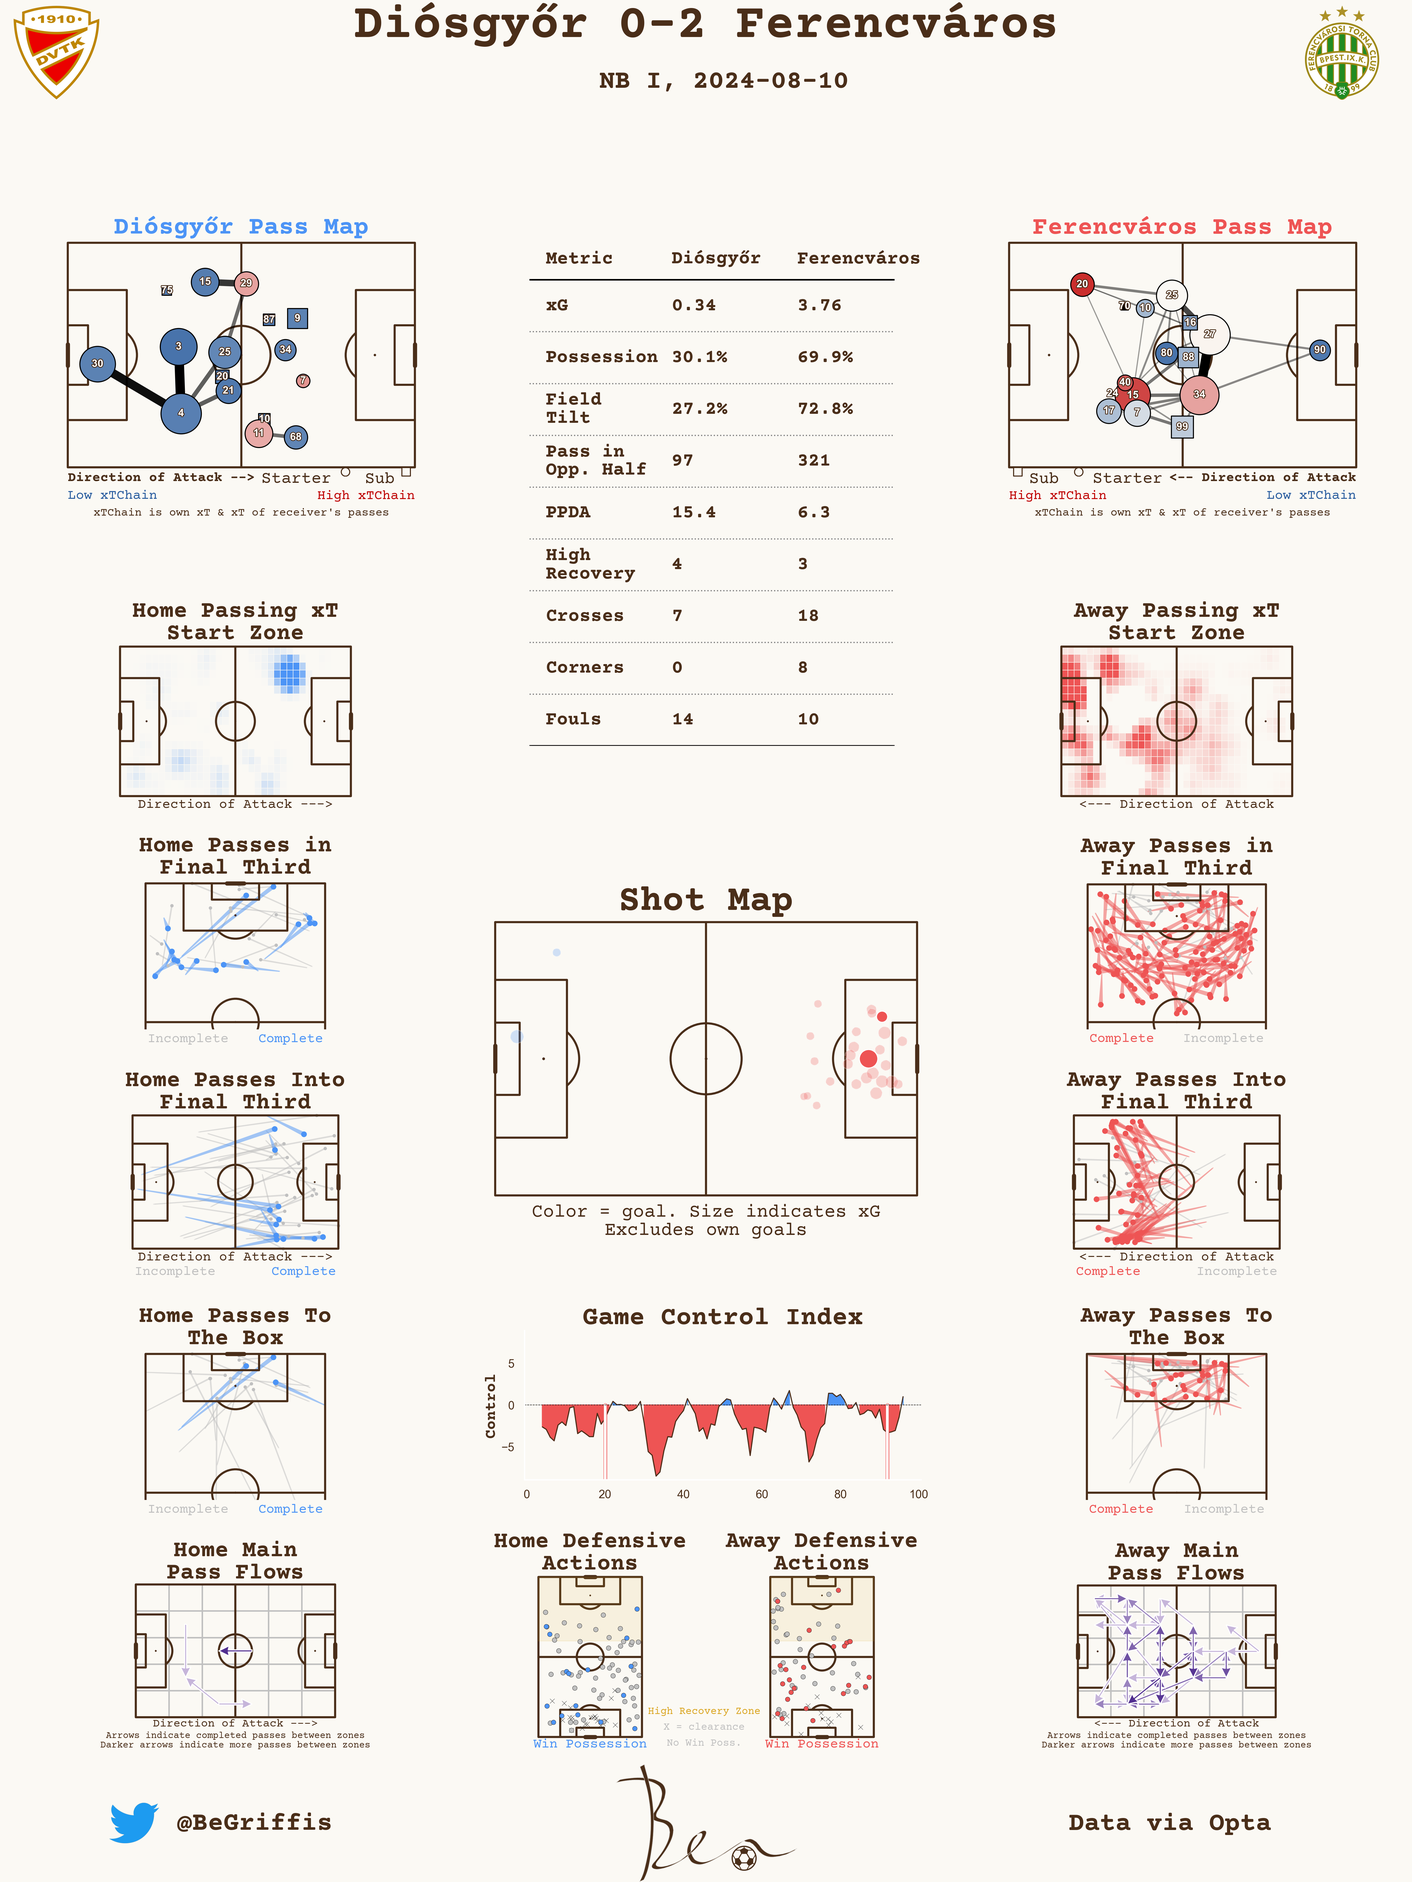 Diósgyőr 0-2 Ferencváros
NB I, 2024-08-10
1910
DVTK
FERENCVÁROSI TORNA CLUB
BPEST.IX.K.
18 99
Diósgyőr Pass Map
75
15
29
87
9
3
25
34
30
20
7
21
4
10
11
68
Direction of Attack --> Starter Sub
Low xTChain High xTChain
xTChain is own xT & xT of receiver's passes
Metric Diósgyőr Ferencváros
xG 0.34 3.76
Possession 30.1% 69.9%
Field
Tilt 27.2% 72.8%
Pass in
Opp. Half 97 321
PPDA 15.4 6.3
High
Recovery 4 3
Crosses 7 18
Corners 0 8
Fouls 14 10
Ferencváros Pass Map
20
25
70
10
16
27
80
88
90
40
24
15
34
17
7
99
Sub Starter <-- Direction of Attack
High xTChain Low xTChain
xTChain is own xT & xT of receiver's passes
Home Passing xT
Start Zone
Direction of Attack --->
Away Passing xT
Start Zone
<--- Direction of Attack
Home Passes in
Final Third
Incomplete Complete
Away Passes in
Final Third
Complete Incomplete
Shot Map
Color = goal. Size indicates xG
Excludes own goals
Home Passes Into
Final Third
Direction of Attack --->
Incomplete Complete
Away Passes Into
Final Third
<--- Direction of Attack
Complete Incomplete
Home Passes To
The Box
Incomplete Complete
Game Control Index
Control
5
0
−5
0 20 40 60 80 100
Away Passes To
The Box
Complete Incomplete
Home Main
Pass Flows
Direction of Attack --->
Arrows indicate completed passes between zones
Darker arrows indicate more passes between zones
Home Defensive
Actions
Win Possession
High Recovery Zone
X = clearance
No Win Poss.
Away Defensive
Actions
Win Possession
Away Main
Pass Flows
<--- Direction of Attack
Arrows indicate completed passes between zones
Darker arrows indicate more passes between zones
@BeGriffis
Ben
Data via Opta